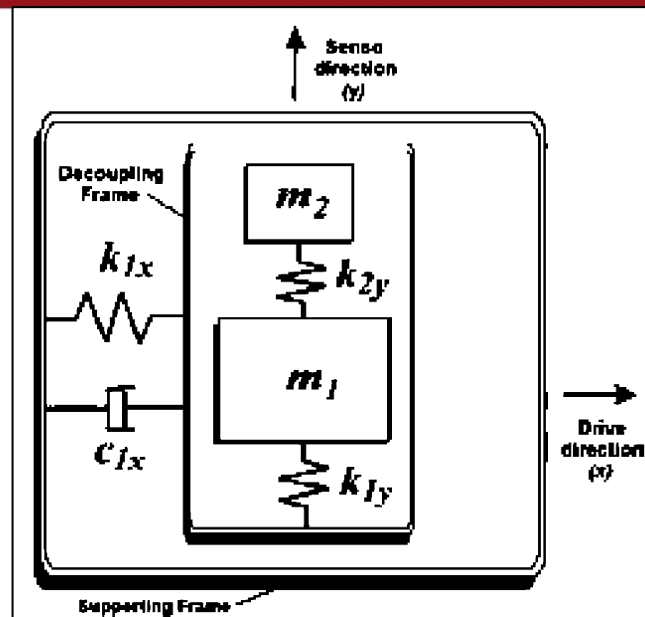 Sense
direction
(y)
Decoupling
Frame
m2
k1x
k2y
m1
c1x
k1y
Drive
direction
(x)
Supporting Frame